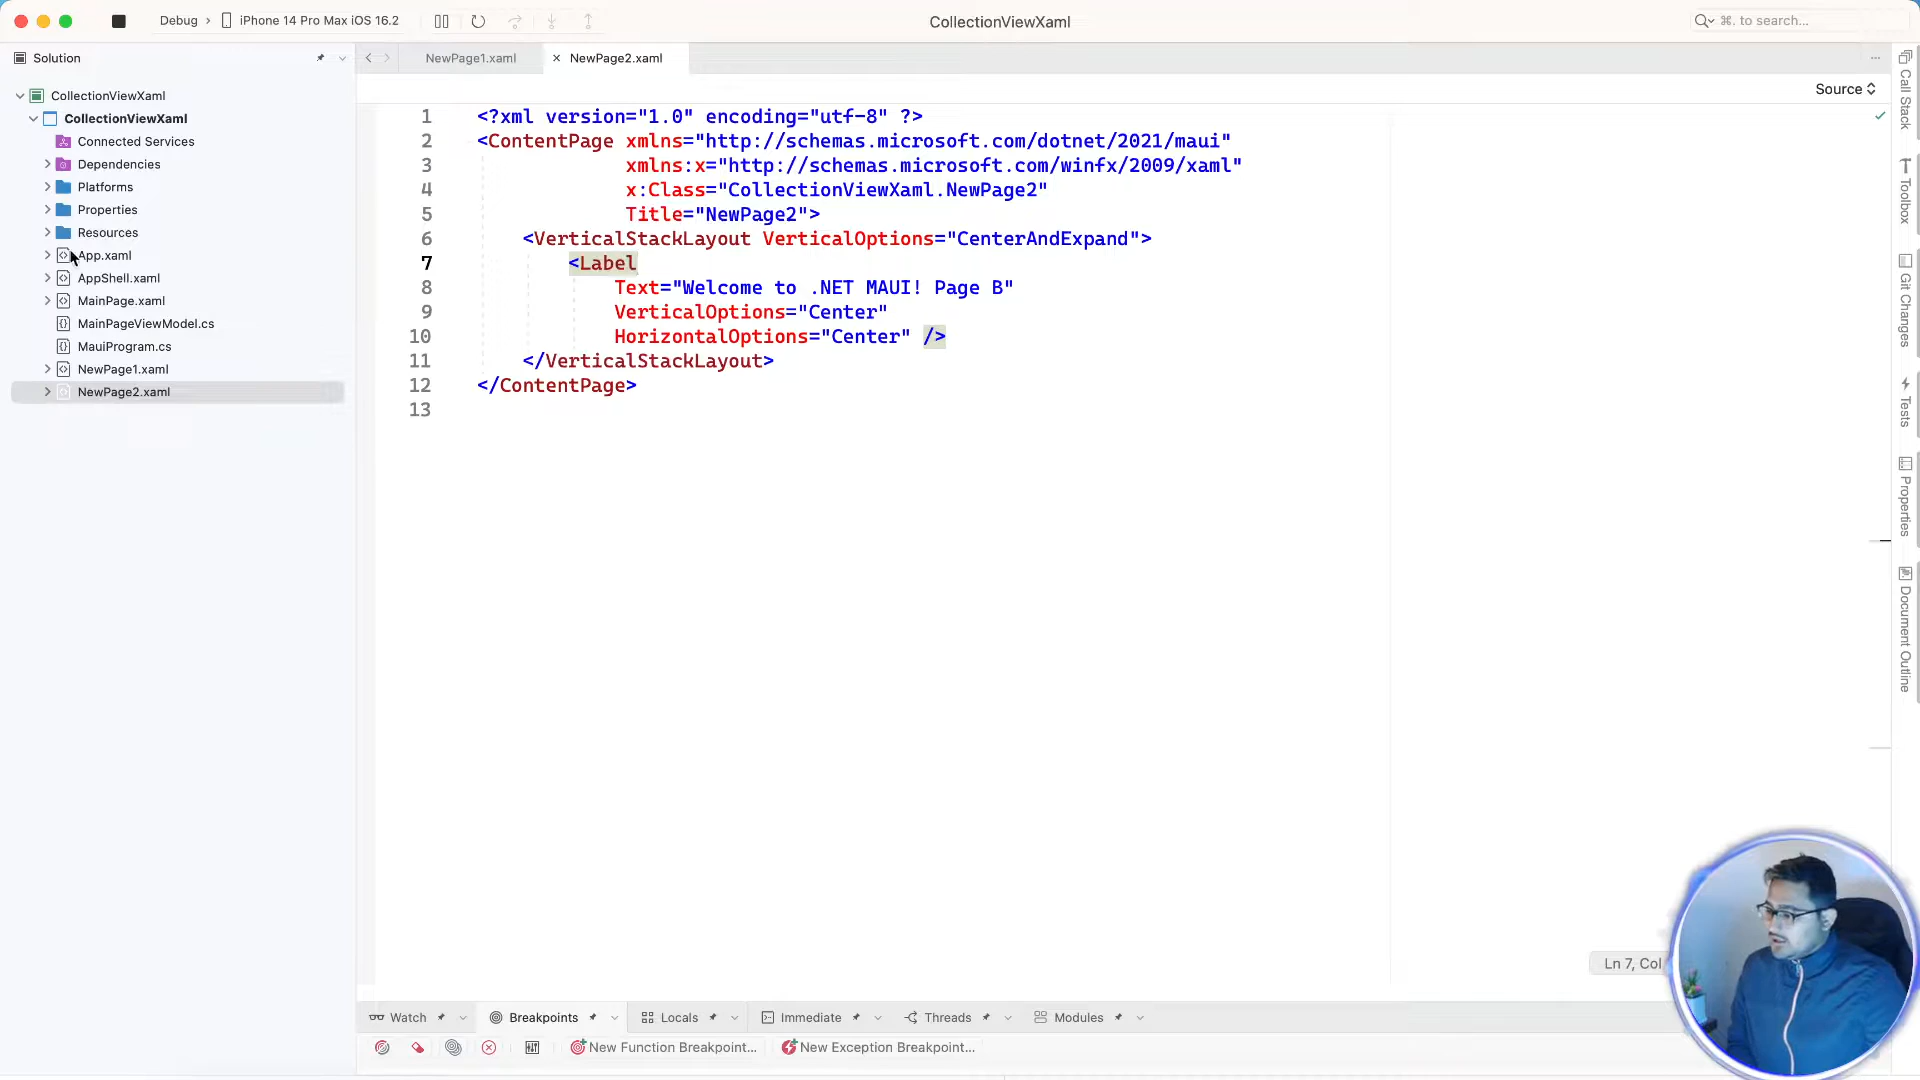 Debug › iPhone 14 Pro Max iOS 16.2
CollectionViewXaml
⌘. to search...
Solution
NewPage1.xaml
NewPage2.xaml
Source
CollectionViewXaml
CollectionViewXaml
Connected Services
Dependencies
Platforms
Properties
Resources
App.xaml
AppShell.xaml
MainPage.xaml
MainPageViewModel.cs
MauiProgram.cs
NewPage1.xaml
NewPage2.xaml
1 <?xml version="1.0" encoding="utf-8" ?>
2 <ContentPage xmlns="http://schemas.microsoft.com/dotnet/2021/maui"
3 xmlns:x="http://schemas.microsoft.com/winfx/2009/xaml"
4 x:Class="CollectionViewXaml.NewPage2"
5 Title="NewPage2">
6 <VerticalStackLayout VerticalOptions="CenterAndExpand">
7 <Label
8 Text="Welcome to .NET MAUI! Page B"
9 VerticalOptions="Center"
10 HorizontalOptions="Center" />
11 </VerticalStackLayout>
12 </ContentPage>
13
Call Stack
Toolbox
Git Changes
Tests
Properties
Document Outline
Ln 7, Col
Watch
Breakpoints
Locals
Immediate
Threads
Modules
New Function Breakpoint...
New Exception Breakpoint...